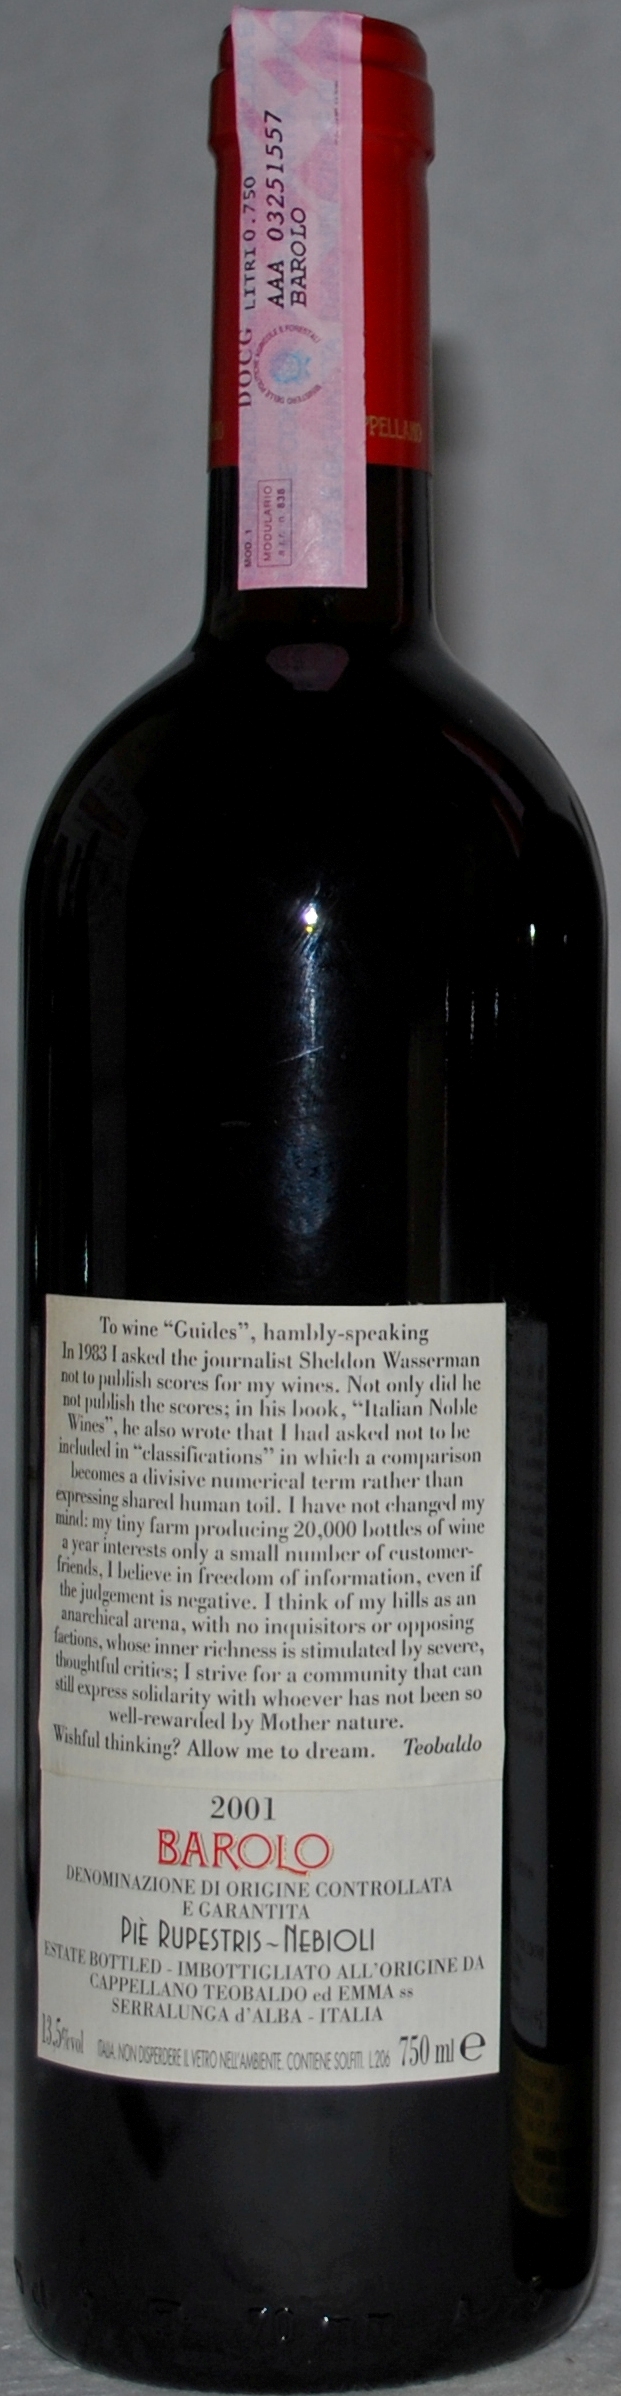 DOCG LITRI 0.750
AAA 03251557
BAROLO
MINISTERO DELLE POLITICHE AGRICOLE E FORESTALI
MOD. 1
MODULARIO
n. 838
PPELLANO
To wine “Guides”, hambly-speaking
In 1983 I asked the journalist Sheldon Wasserman
not to publish scores for my wines. Not only did he
not publish the scores; in his book, “Italian Noble
Wines”, he also wrote that I had asked not to be
included in “classifications” in which a comparison
becomes a divisive numerical term rather than
expressing shared human toil. I have not changed my
mind: my tiny farm producing 20,000 bottles of wine
a year interests only a small number of customer-
friends, I believe in freedom of information, even if
the judgement is negative. I think of my hills as an
anarchical arena, with no inquisitors or opposing
factions, whose inner richness is stimulated by severe,
thoughtful critics; I strive for a community that can
still express solidarity with whoever has not been so
well-rewarded by Mother nature.
Wishful thinking? Allow me to dream. Teobaldo
2001
BAROLO
DENOMINAZIONE DI ORIGINE CONTROLLATA
E GARANTITA
PIÈ RUPESTRIS ~ NEBIOLI
ESTATE BOTTLED - IMBOTTIGLIATO ALL'ORIGINE DA
CAPPELLANO TEOBALDO ed EMMA ss
SERRALUNGA d'ALBA - ITALIA
13,5%vol ITALIA. NON DISPERDERE IL VETRO NELL'AMBIENTE. CONTIENE SOLFITI. L.206 750 ml e